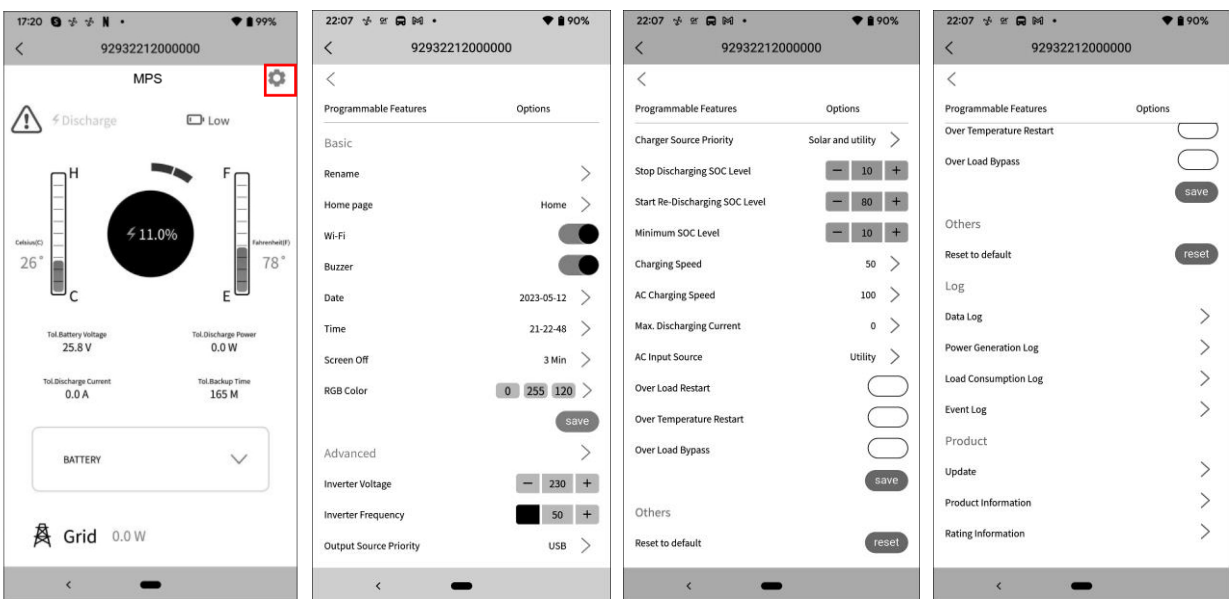 17:20
99%
92932212000000
MPS
Discharge
Low
H
F
11.0%
Celsius(C)
Fahrenheit(F)
26°
78°
C
E
Tol.Battery Voltage
Tol.Discharge Power
25.8 V
0.0 W
Tol.Discharge Current
Tol.Backup Time
0.0 A
165 M
BATTERY
Grid 0.0 W
22:07
90%
92932212000000
Programmable Features Options
Basic
Rename
Home page Home
Wi-Fi
Buzzer
Date 2023-05-12
Time 21-22-48
Screen Off 3 Min
RGB Color 0 255 120
save
Advanced
Inverter Voltage − 230 +
Inverter Frequency 50 +
Output Source Priority USB
22:07
90%
92932212000000
Programmable Features Options
Charger Source Priority Solar and utility
Stop Discharging SOC Level − 10 +
Start Re-Discharging SOC Level − 80 +
Minimum SOC Level − 10 +
Charging Speed 50
AC Charging Speed 100
Max. Discharging Current 0
AC Input Source Utility
Over Load Restart
Over Temperature Restart
Over Load Bypass
save
Others
Reset to default reset
22:07
90%
92932212000000
Programmable Features Options
Over Temperature Restart
Over Load Bypass
save
Others
Reset to default reset
Log
Data Log
Power Generation Log
Load Consumption Log
Event Log
Product
Update
Product Information
Rating Information